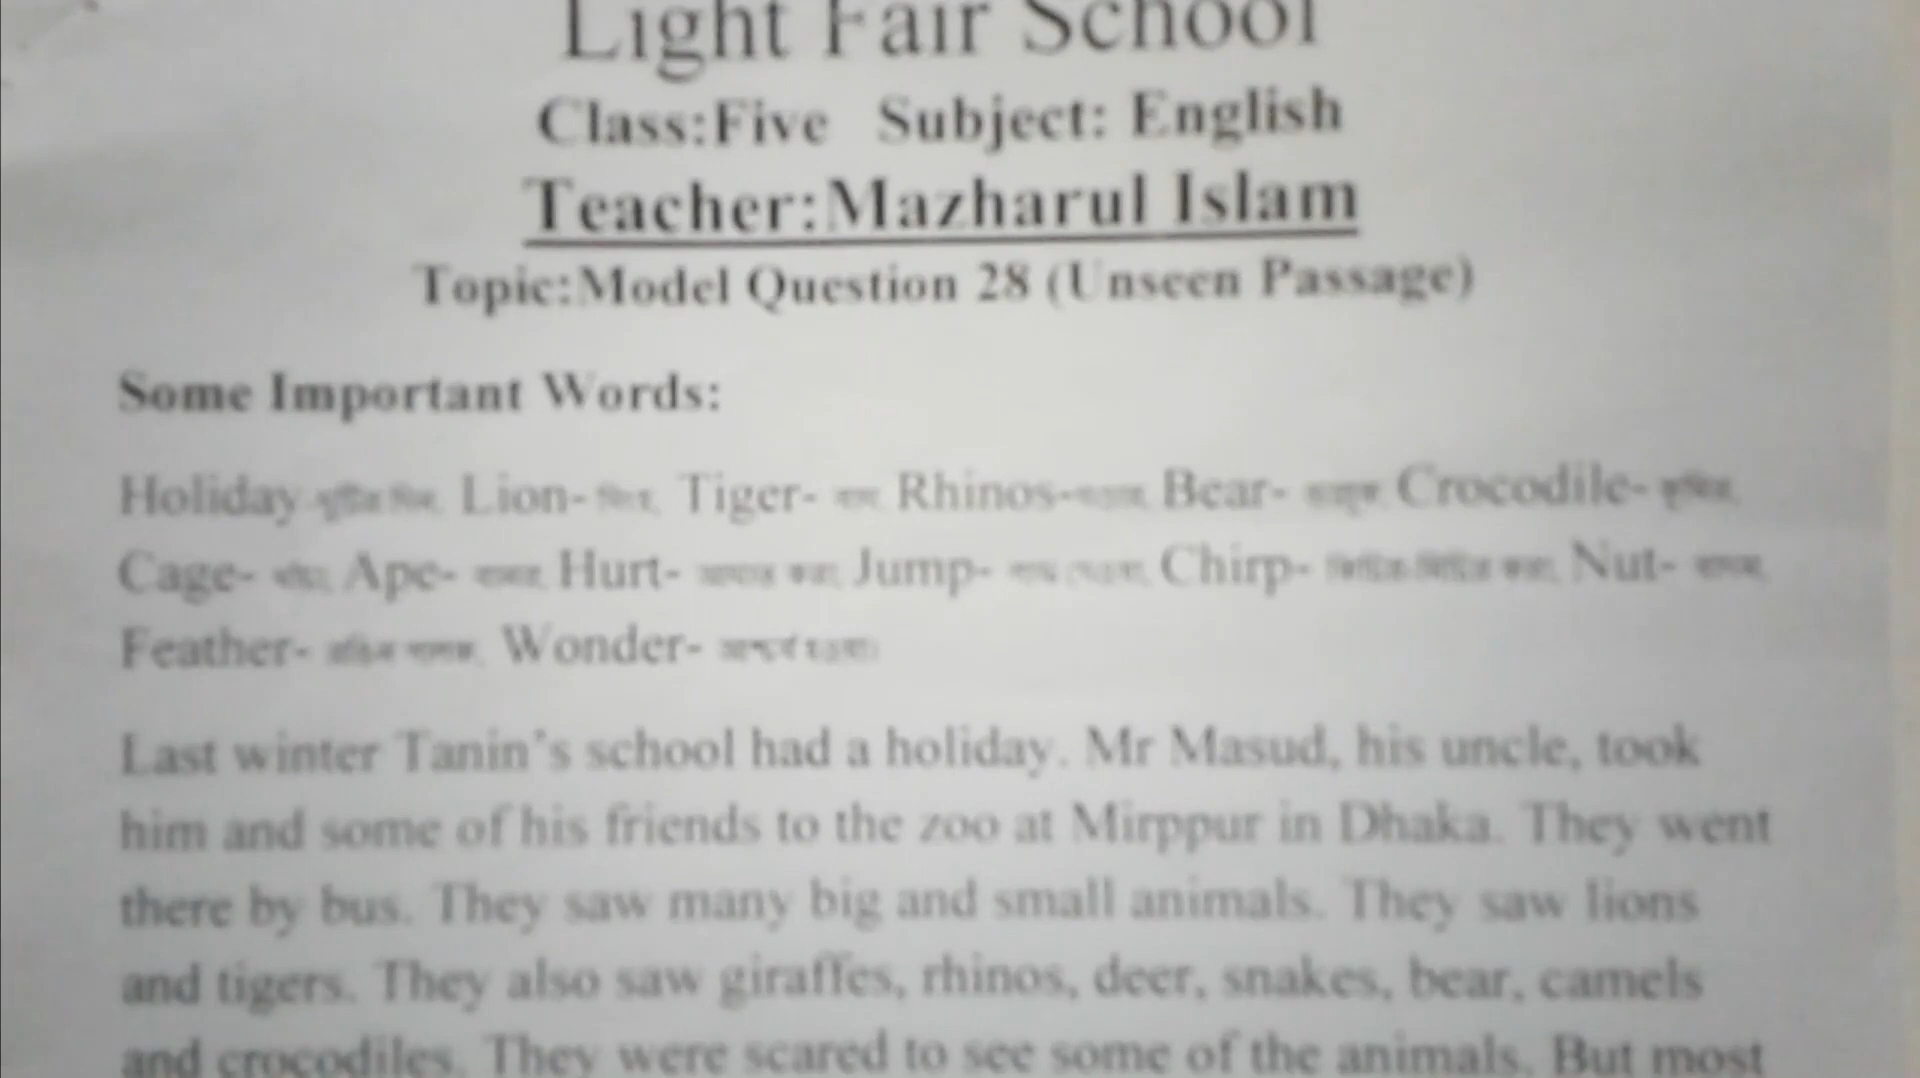 Light Fair School
Class:Five Subject: English
Teacher:Mazharul Islam
Topic:Model Question 28 (Unseen Passage)
Some Important Words:
Holiday Lion- Tiger- Rhinos- Bear- Crocodile-
Cage- Ape- Hurt- Jump- Chirp- Nut-
Feather- Wonder-
Last winter Tanin's school had a holiday. Mr Masud, his uncle, took
him and some of his friends to the zoo at Mirppur in Dhaka. They went
there by bus. They saw many big and small animals. They saw lions
and tigers. They also saw giraffes, rhinos, deer, snakes, bear, camels
and crocodiles. They were scared to see some of the animals. But most